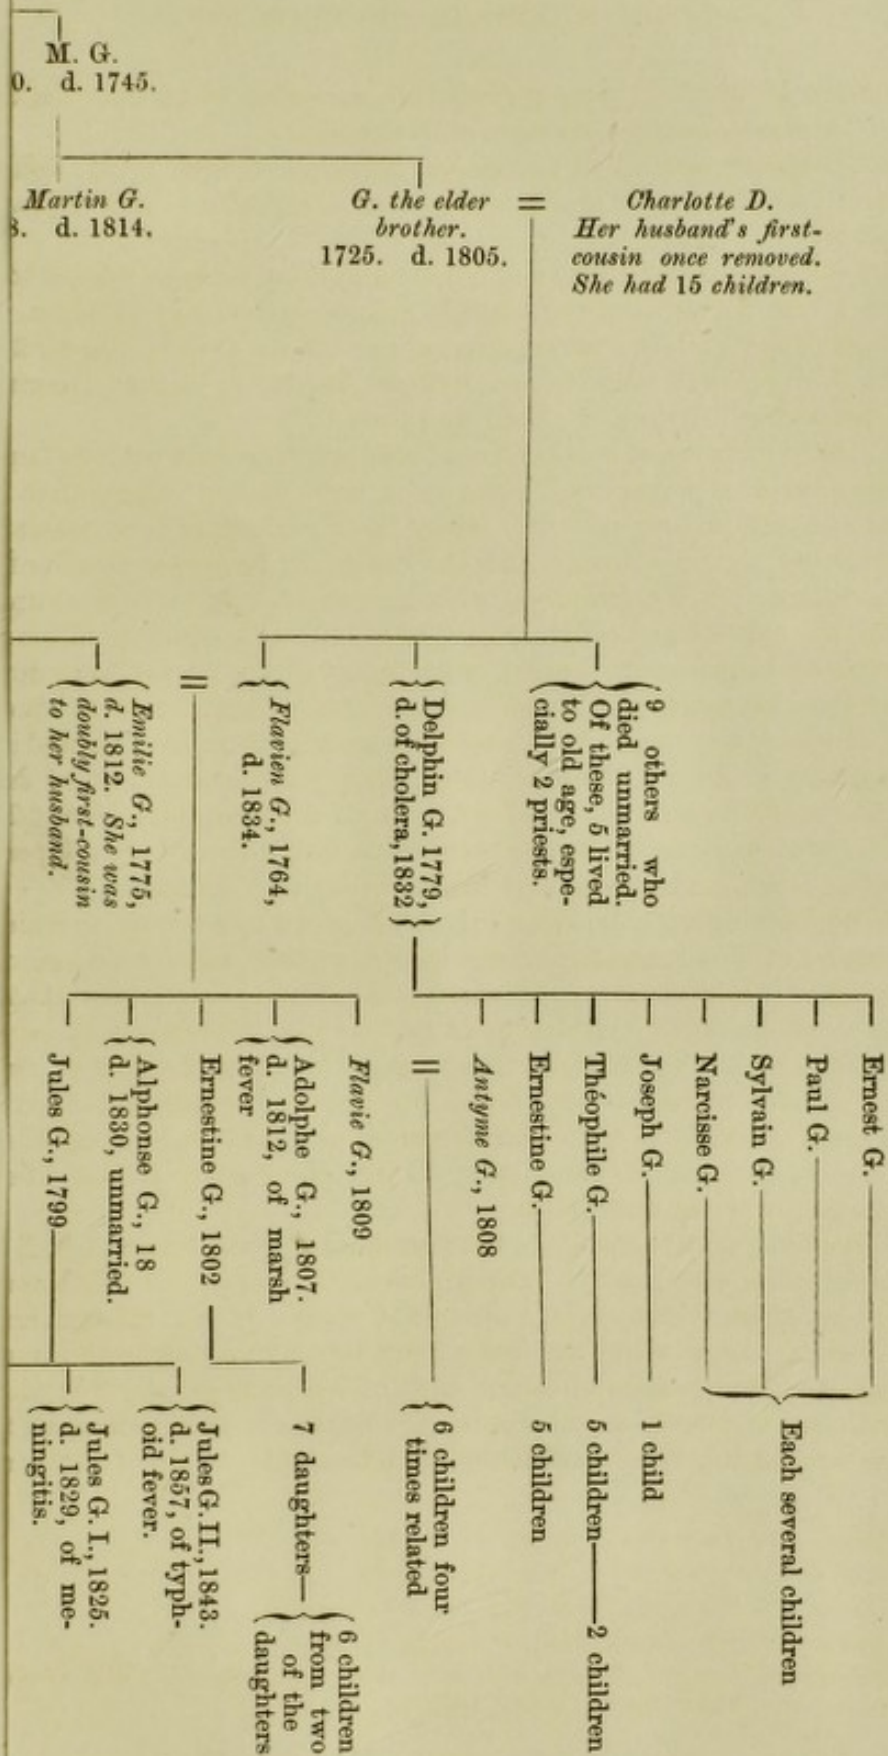 M. G.
0. d. 1745.
Martin G.
8. d. 1814.
G. the elder
brother.
1725. d. 1805.
=
Charlotte D.
Her husband's first-
cousin once removed.
She had 15 children.
9 others who
died unmarried.
Of these, 5 lived
to old age, espe-
cially 2 priests.
Delphin G. 1779,
d. of cholera, 1832
Flavien G., 1764,
d. 1834.
=
Emilie G., 1775,
d. 1812. She was
doubly first-cousin
to her husband.
Ernest G.
Paul G.
Sylvain G.
Narcisse G.
Each several children
Joseph G.
1 child
Théophile G.
5 children
2 children
Ernestine G.
5 children
Antyme G., 1808
=
6 children four
times related
Flavie G., 1809
Adolphe G., 1807.
d. 1812, of marsh
fever
Ernestine G., 1802
7 daughters
6 children
from two
of the
daughters
Alphonse G., 18
d. 1830, unmarried.
Jules G., 1799
Jules G. II., 1843.
d. 1857, of typh-
oid fever.
Jules G. I., 1825.
d. 1829, of me-
ningitis.